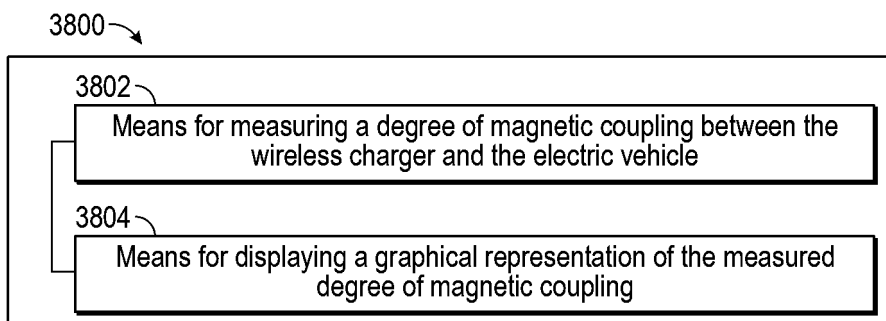 3800
3802
Means for measuring a degree of magnetic coupling between the
wireless charger and the electric vehicle
3804
Means for displaying a graphical representation of the measured
degree of magnetic coupling